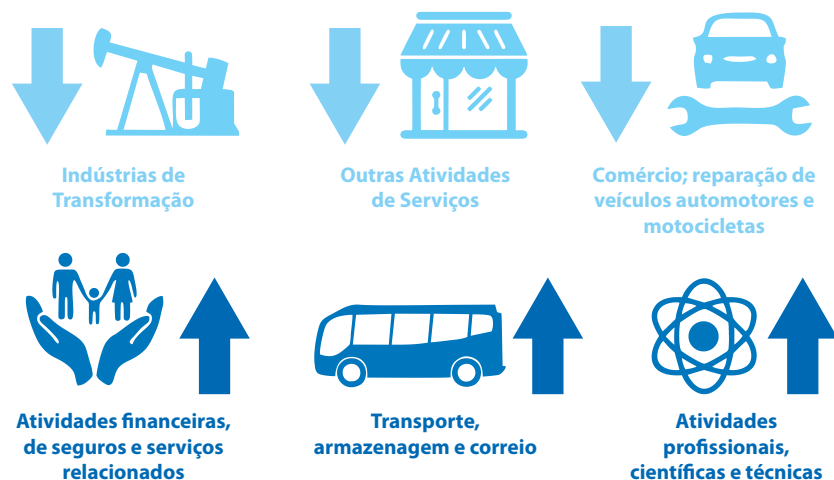 Indústrias de
Transformação
Outras Atividades
de Serviços
Comércio; reparação de
veículos automotores e
motocicletas
Atividades financeiras,
de seguros e serviços
relacionados
Transporte,
armazenagem e correio
Atividades
profissionais,
científicas e técnicas